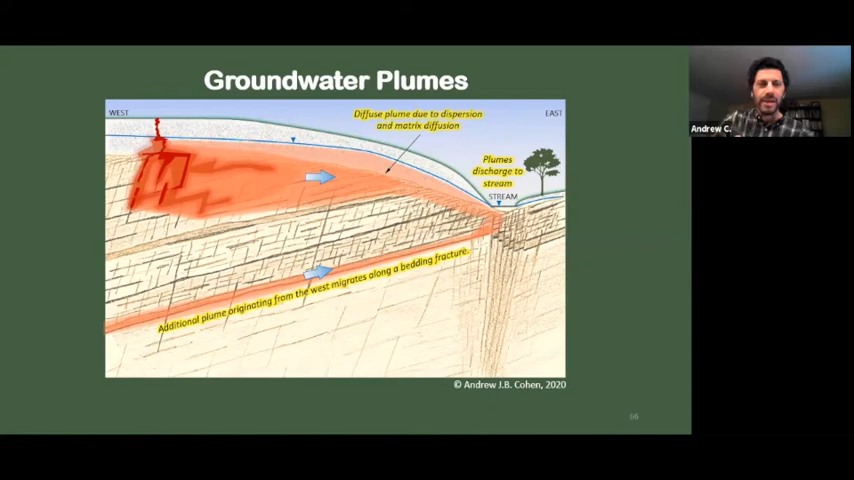 Groundwater Plumes
WEST
Diffuse plume due to dispersion
and matrix diffusion
EAST
Plumes
discharge to
stream
STREAM
Additional plume originating from the west migrates along a bedding fracture.
© Andrew J.B. Cohen, 2020
66
Andrew C.